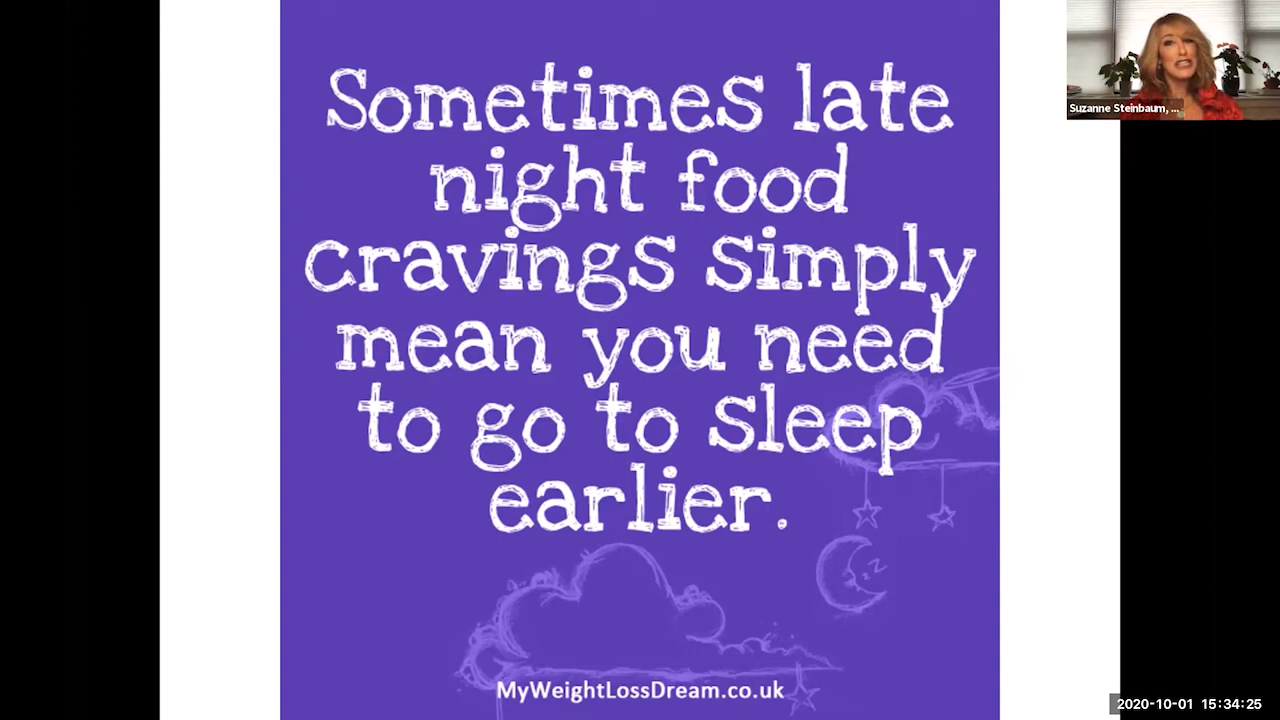 Sometimes late
night food
cravings simply
mean you need
to go to sleep
earlier.
MyWeightLossDream.co.uk
Suzanne Steinbaum, ...
zz
2020-10-01 15:34:25